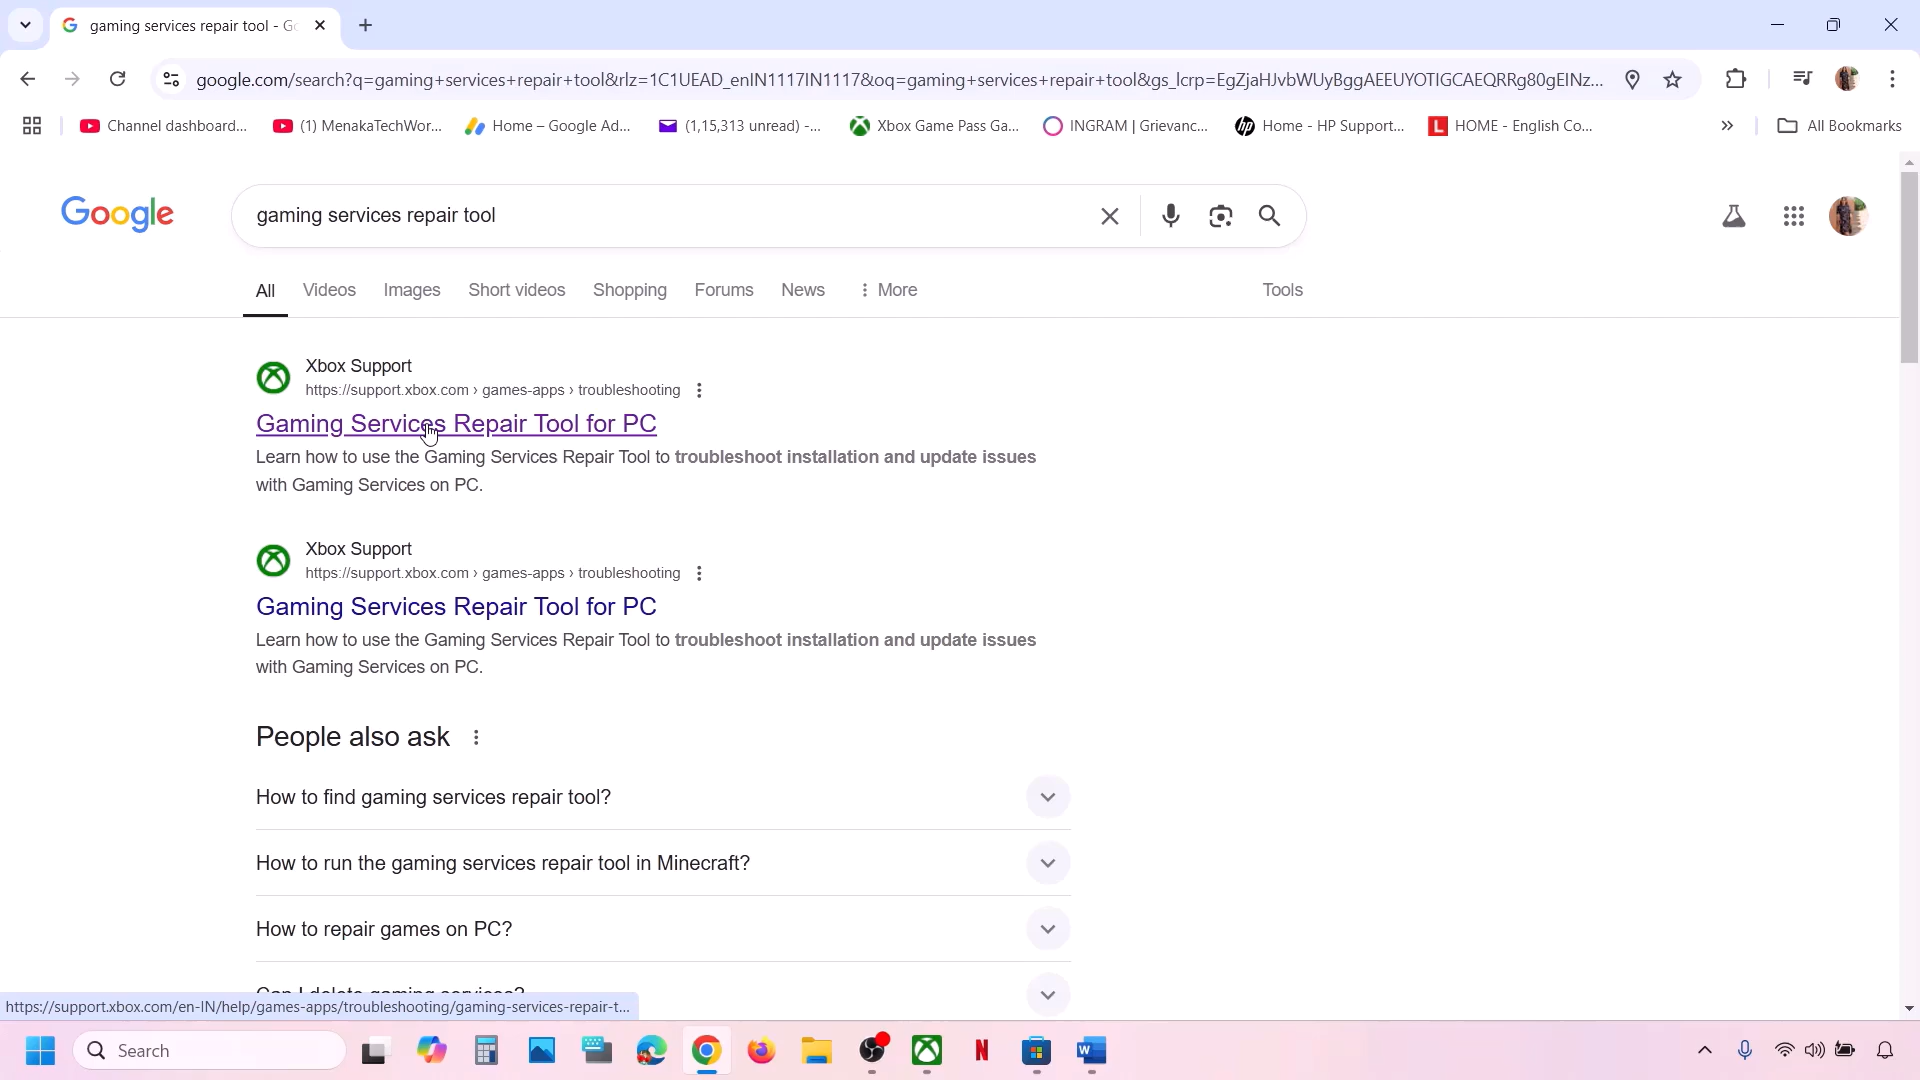 gaming services repair tool - Go
google.com/search?q=gaming+services+repair+tool&rlz=1C1UEAD_enIN1117IN1117&oq=gaming+services+repair+tool&gs_lcrp=EgZjaHJvbWUyBggAEEUYOTIGCAEQRRg80gEINz...
Channel dashboard...
(1) MenakaTechWor...
Home – Google Ad...
(1,15,313 unread) -...
Xbox Game Pass Ga...
INGRAM | Grievanc...
Home - HP Support...
HOME - English Co...
All Bookmarks
Google
gaming services repair tool
All Videos Images Short videos Shopping Forums News More Tools
Xbox Support
https://support.xbox.com › games-apps › troubleshooting
Gaming Services Repair Tool for PC
Learn how to use the Gaming Services Repair Tool to troubleshoot installation and update issues
with Gaming Services on PC.
Xbox Support
https://support.xbox.com › games-apps › troubleshooting
Gaming Services Repair Tool for PC
Learn how to use the Gaming Services Repair Tool to troubleshoot installation and update issues
with Gaming Services on PC.
People also ask
How to find gaming services repair tool?
How to run the gaming services repair tool in Minecraft?
How to repair games on PC?
Can I delete gaming services?
https://support.xbox.com/en-IN/help/games-apps/troubleshooting/gaming-services-repair-t...
Search